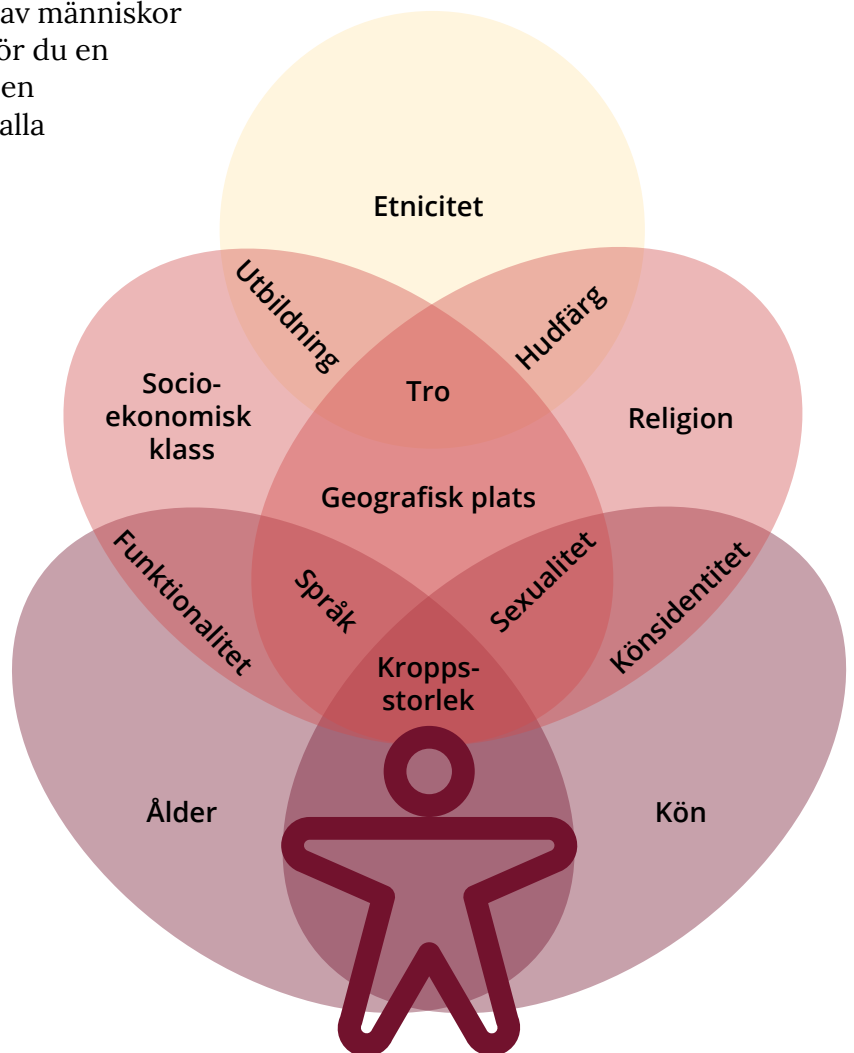 av människor
ör du en
en
alla
Etnicitet
Utbildning
Hudfärg
Socio-
ekonomisk
klass
Tro
Religion
Geografisk plats
Funktionalitet
Språk
Sexualitet
Könsidentitet
Kropps-
storlek
Ålder
Kön